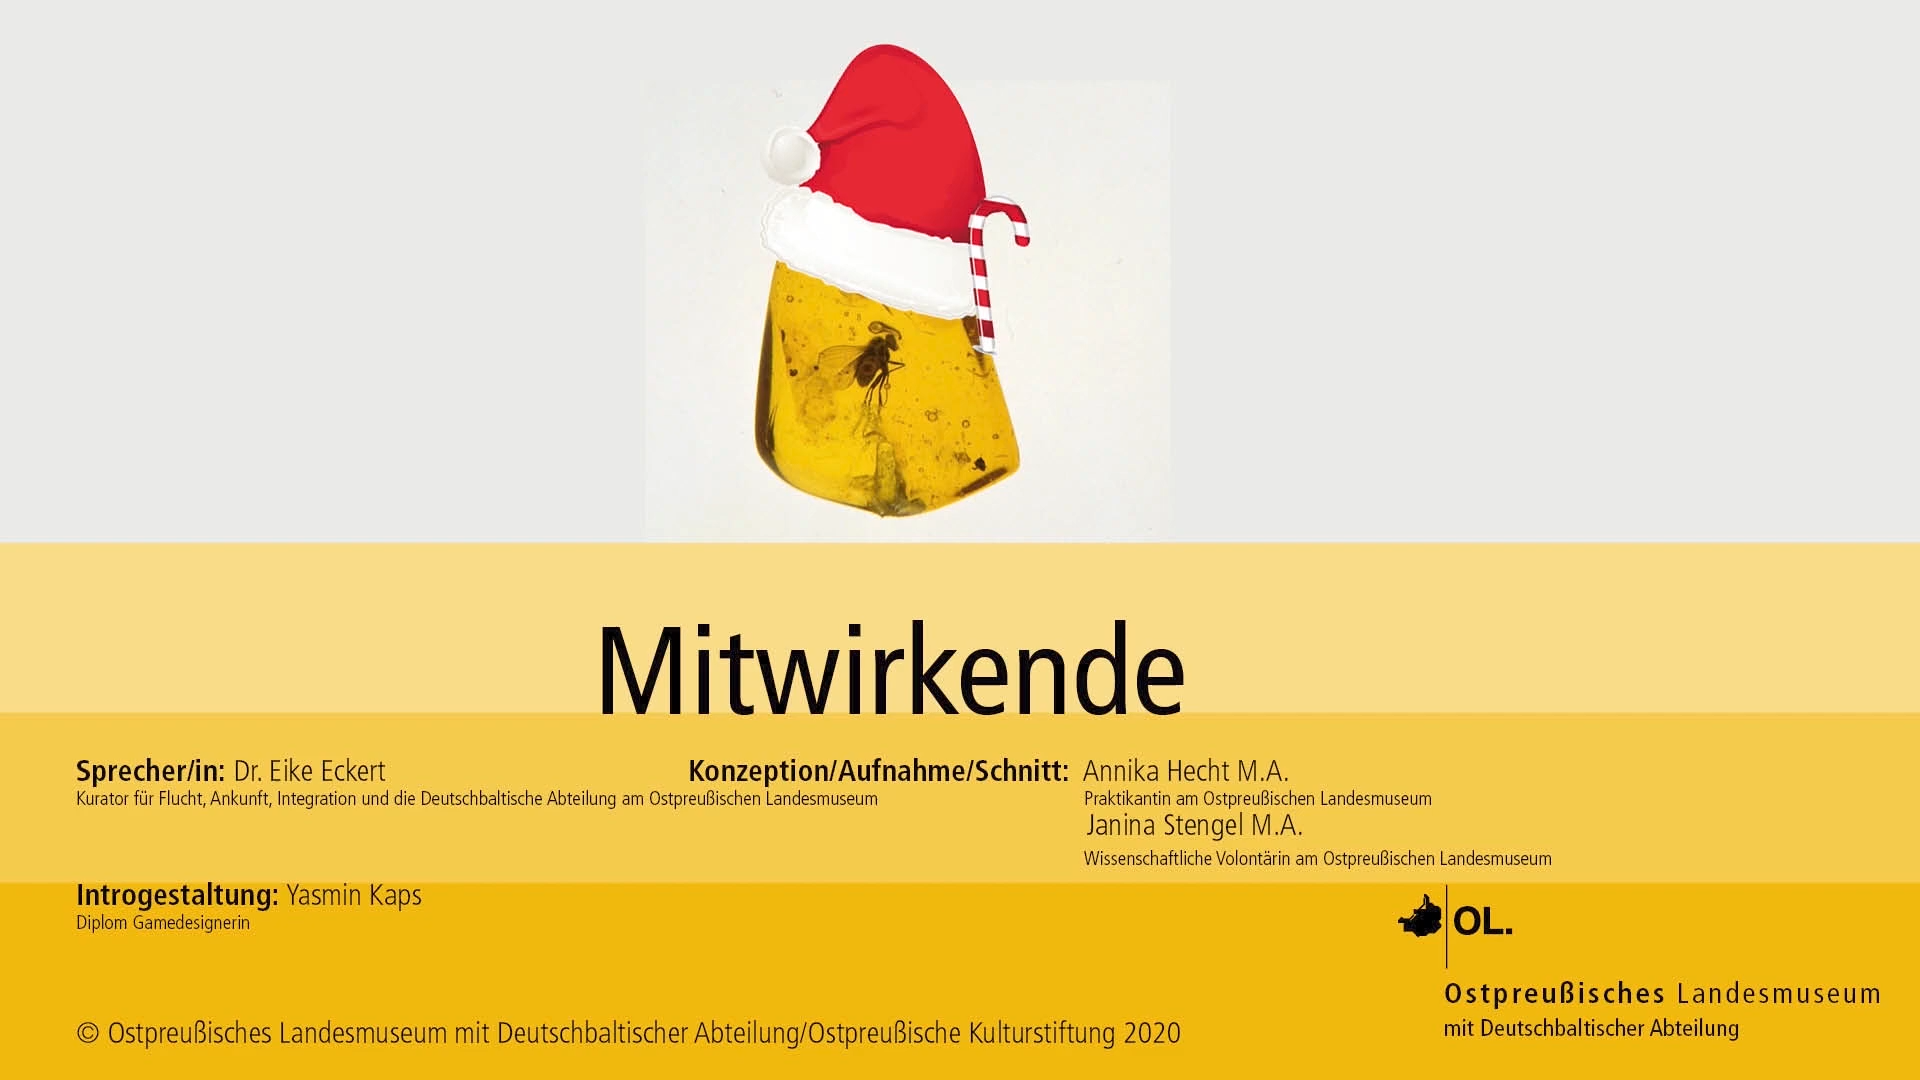 Mitwirkende
Sprecher/in: Dr. Eike Eckert
Kurator für Flucht, Ankunft, Integration und die Deutschbaltische Abteilung am Ostpreußischen Landesmuseum
Konzeption/Aufnahme/Schnitt: Annika Hecht M.A.
Praktikantin am Ostpreußischen Landesmuseum
Janina Stengel M.A.
Wissenschaftliche Volontärin am Ostpreußischen Landesmuseum
Introgestaltung: Yasmin Kaps
Diplom Gamedesignerin
OL.
Ostpreußisches Landesmuseum
mit Deutschbaltischer Abteilung
© Ostpreußisches Landesmuseum mit Deutschbaltischer Abteilung/Ostpreußische Kulturstiftung 2020